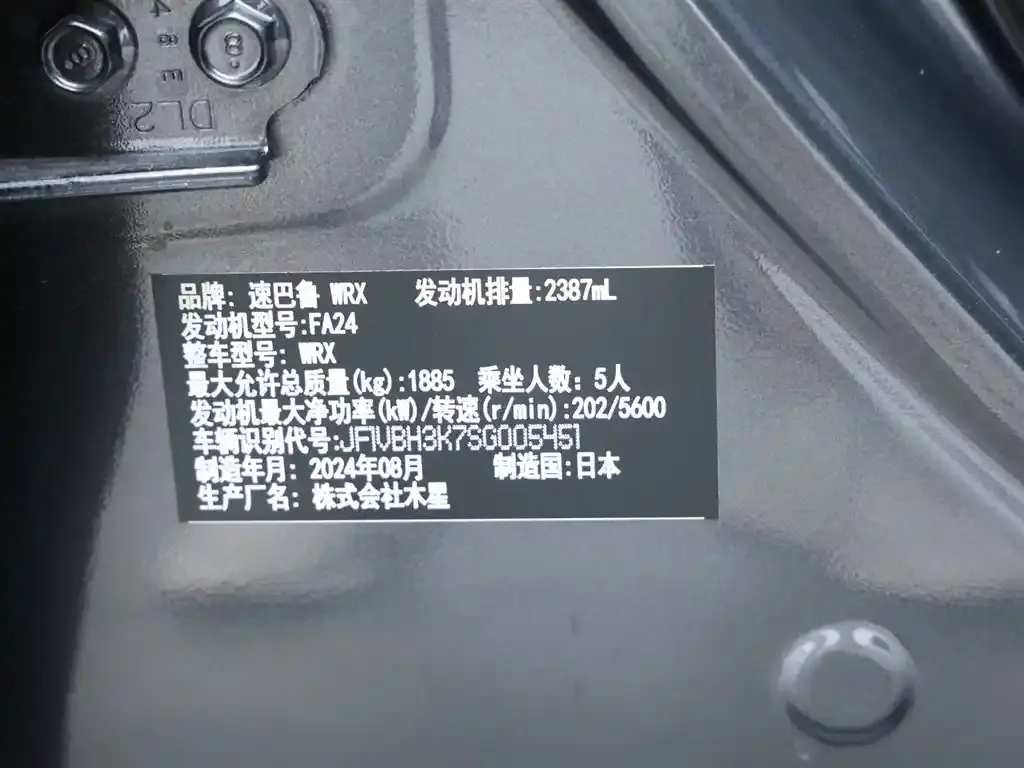 4
8 E
8
DL2
品牌: 速巴鲁 WRX 发动机排量:2387mL
发动机型号:FA24
整车型号: WRX
最大允许总质量(kg):1885 乘坐人数: 5人
发动机最大净功率(kW)/转速(r/min):202/5600
车辆识别代号:JF1VBH3K7SG005451
制造年月: 2024年08月 制造国:日本
生产厂名: 株式会社木星